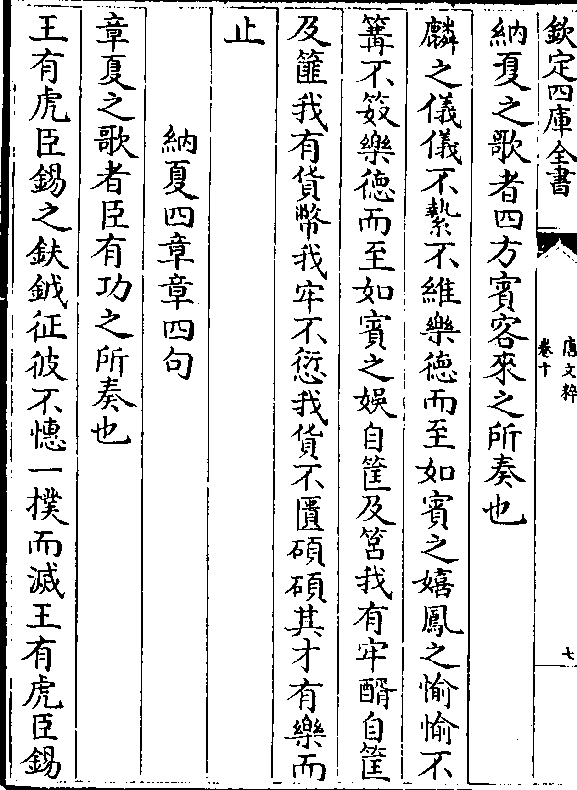 欽定四庫全書
唐文粹
卷十
七
納夏之歌者四方賓客來之所奏也
麟之儀儀不縶不維樂德而至如賓之嬉鳳之愉愉不
篝不笯樂德而至如賓之娛自筐及筥我有牢醑自筐
及篚我有貨幣我牢不愆我貨不匱碩碩其才有樂而
止
納夏四章章四句
章夏之歌者臣有功之所奏也
王有虎臣錫之鈇鉞征彼不憓一撲而滅王有虎臣錫